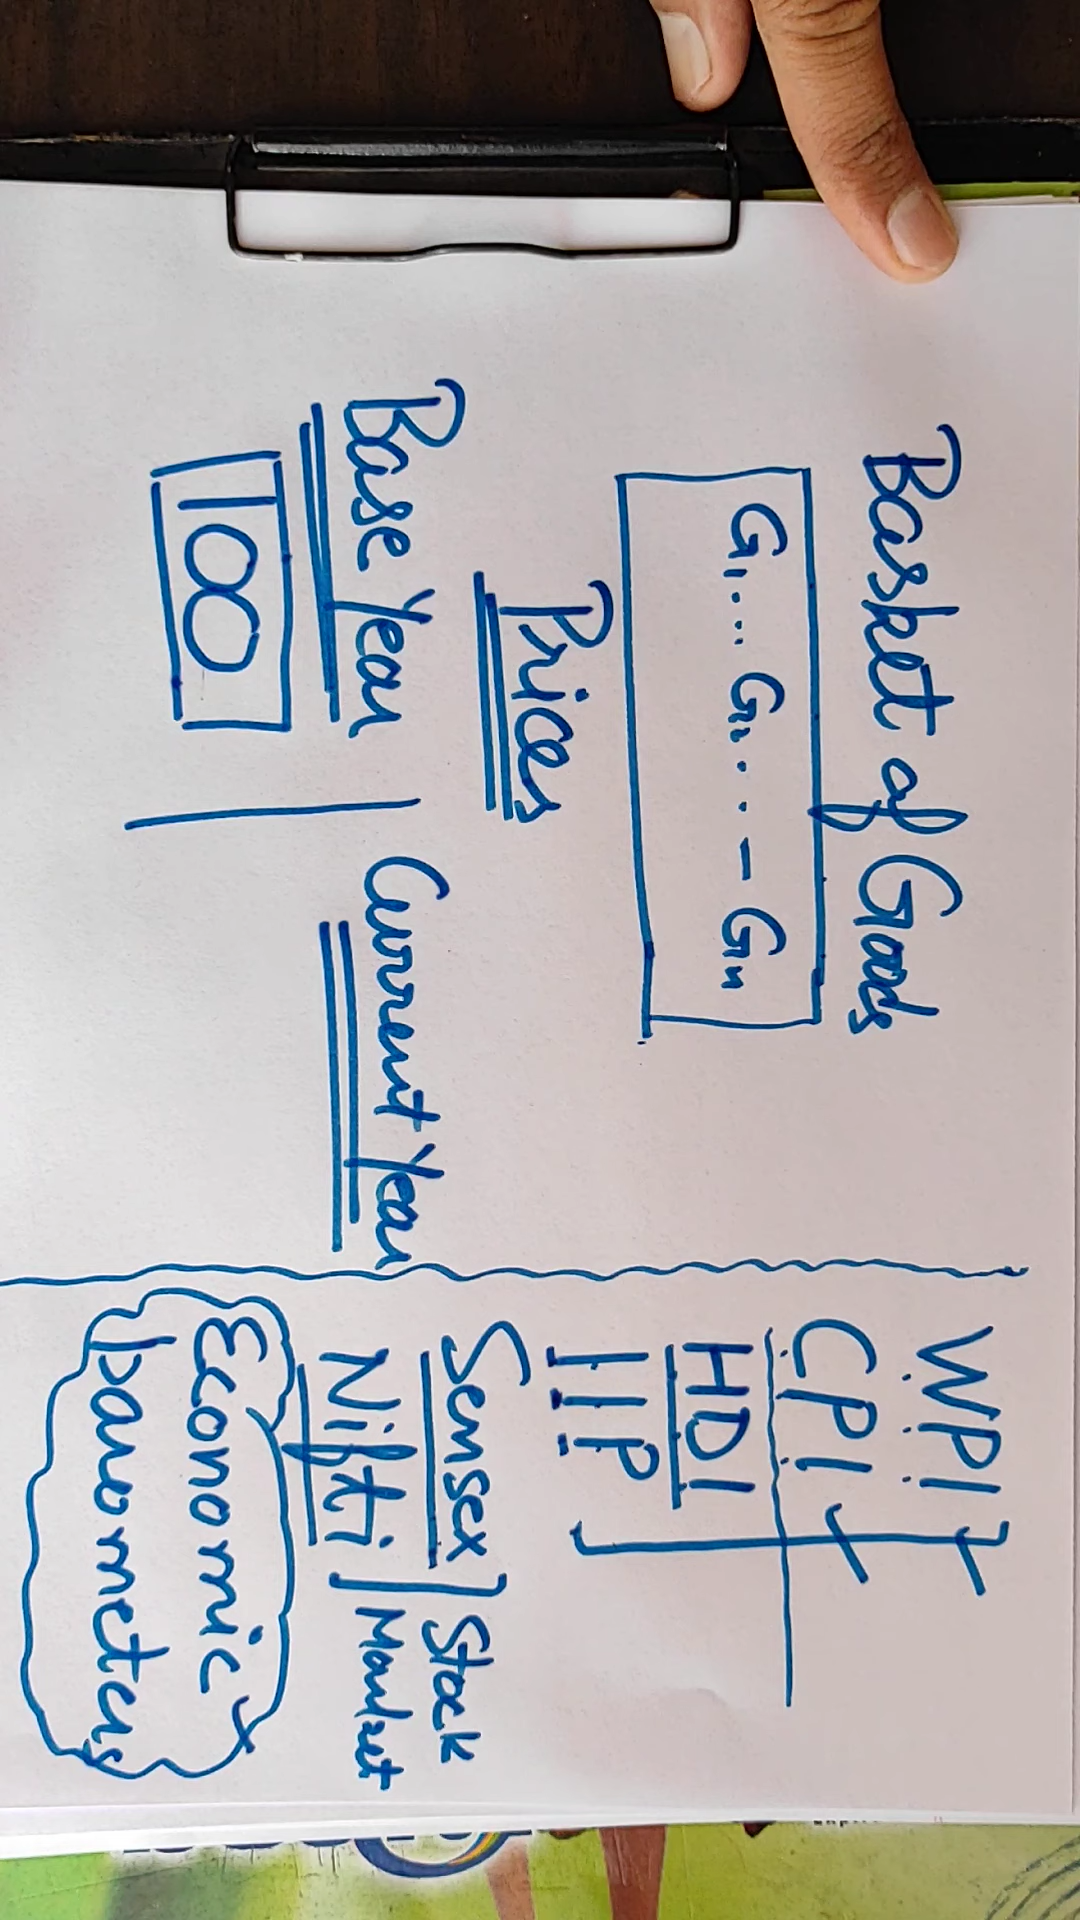 Basket of Goods
G1... G2... - Gn
Prices
Base Year
Current Year
100
WPI
CPI
HDI
IIP
Sensex
Nifti
Stock
Market
Economic
barometers